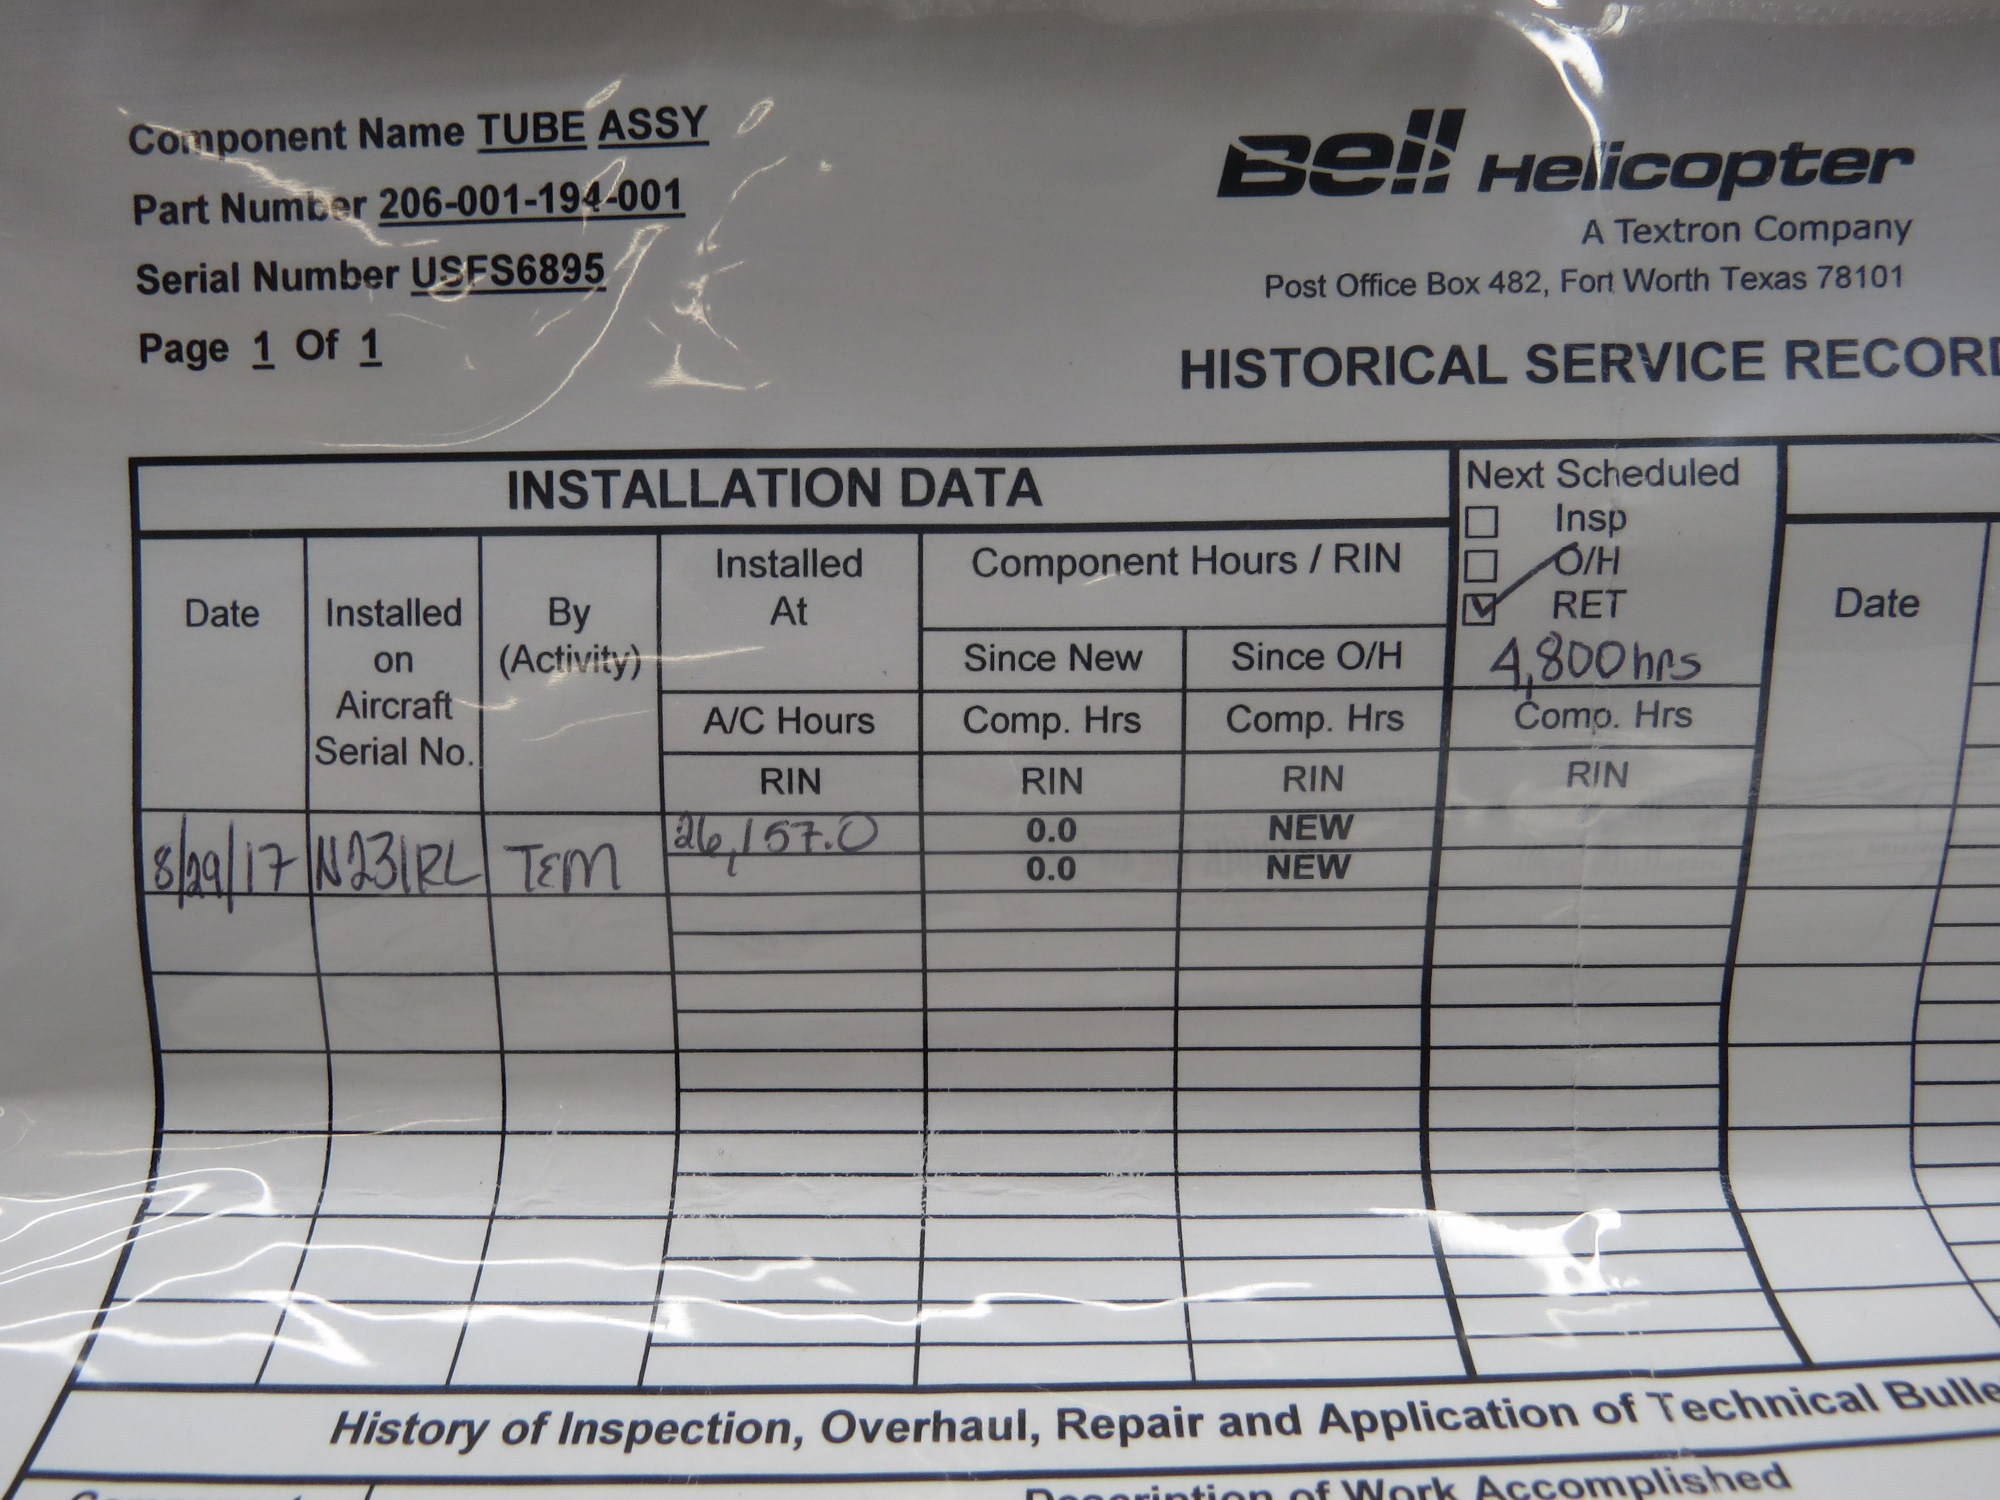 Component Name TUBE ASSY
Part Number 206-001-194-001
Serial Number USFS6895
Page 1 Of 1
Bell Helicopter
A Textron Company
Post Office Box 482, Fort Worth Texas 78101
HISTORICAL SERVICE RECOR
INSTALLATION DATA
Next Scheduled
Insp
O/H
RET
4,800 hrs
Comp. Hrs
RIN
Date
Installed
on
Aircraft
Serial No.
By
(Activity)
Installed
At
A/C Hours
RIN
Component Hours / RIN
Since New
Comp. Hrs
RIN
Since O/H
Comp. Hrs
RIN
Date
8/29/17 N231RL TEM 26,157.0 0.0 NEW
0.0 NEW
History of Inspection, Overhaul, Repair and Application of Technical Bulle
Description of Work Accomplished